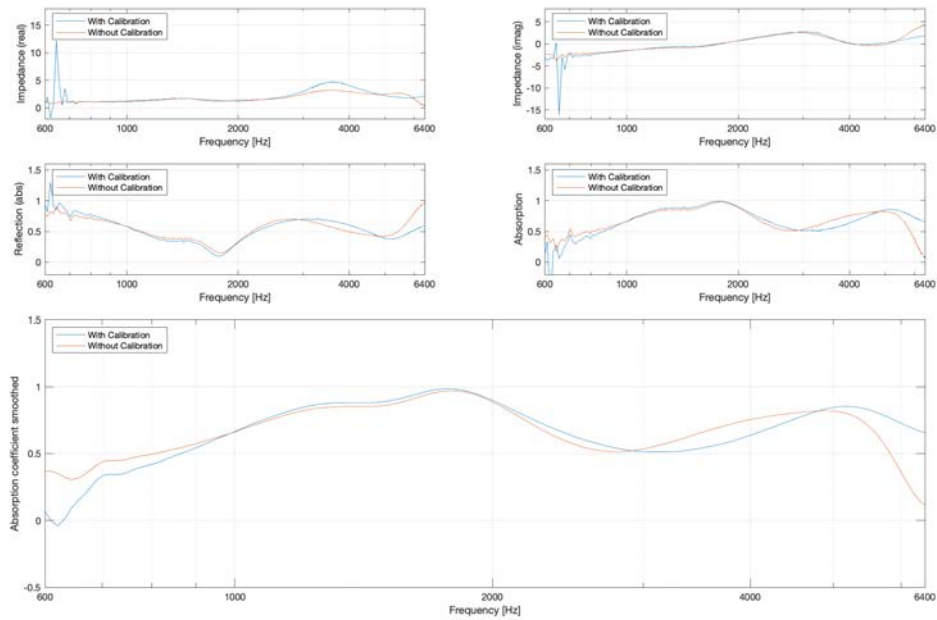 With Calibration
Without Calibration
Impedance (real)
15
10
5
0
600
1000
2000
4000
6400
Frequency [Hz]
With Calibration
Without Calibration
Impedance (imag)
5
0
-5
-10
-15
600
1000
2000
4000
6400
Frequency [Hz]
With Calibration
Without Calibration
Reflection (abs)
1.5
1
0.5
0
600
1000
2000
4000
6400
Frequency [Hz]
With Calibration
Without Calibration
Absorption
1.5
1
0.5
0
600
1000
2000
4000
6400
Frequency [Hz]
With Calibration
Without Calibration
Absorption coefficient smoothed
1.5
1
0.5
0
-0.5
600
1000
2000
4000
6400
Frequency [Hz]